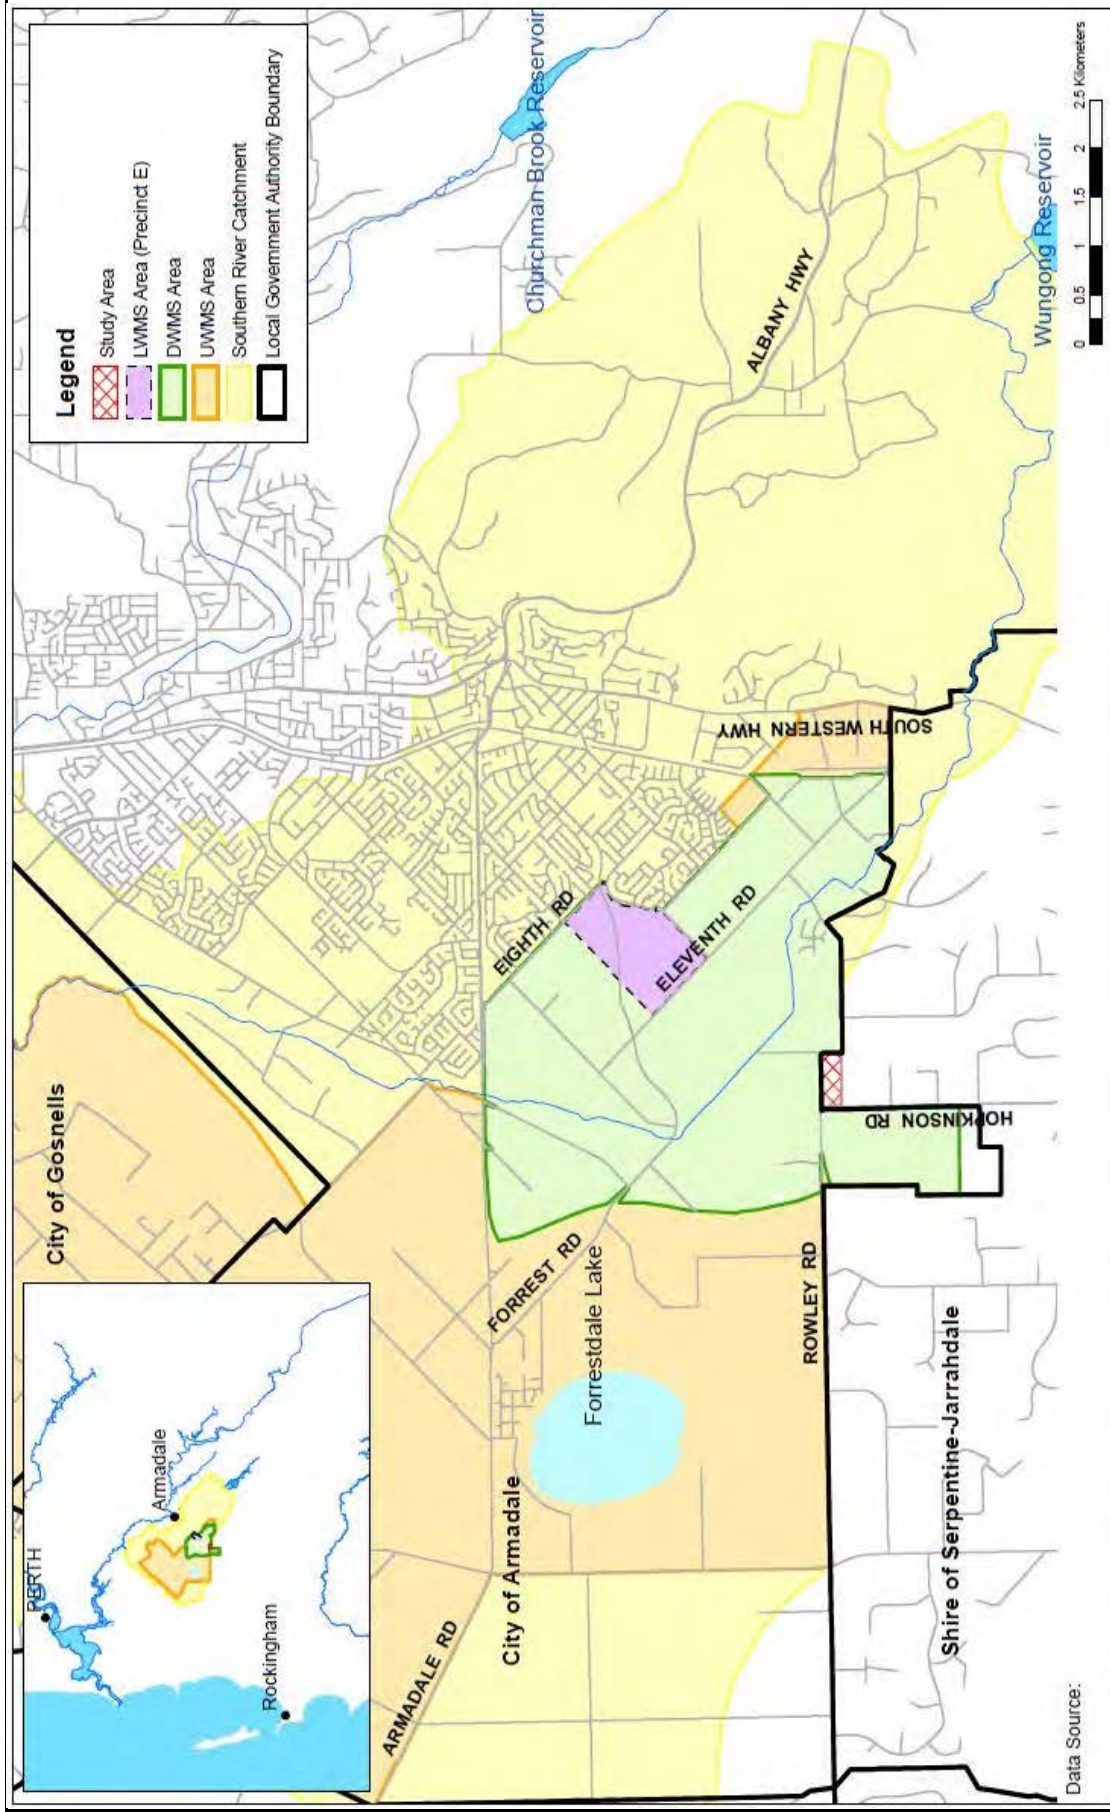 PERTH
Armadale
Rockingham
City of Gosnells
Legend
Study Area
LWMS Area (Precinct E)
DWMS Area
UWMS Area
Southern River Catchment
Local Government Authority Boundary
ARMADALE RD
City of Armadale
FORREST RD
Forrestdale Lake
EIGHTH RD
ELEVENTH RD
Churchman Brook Reservoir
ALBANY HWY
SOUTH WESTERN HWY
ROWLEY RD
HOPKINSON RD
Shire of Serpentine-Jarrahdale
Wungong Reservoir
Data Source:
0 0.5 1 1.5 2 2.5 Kilometers